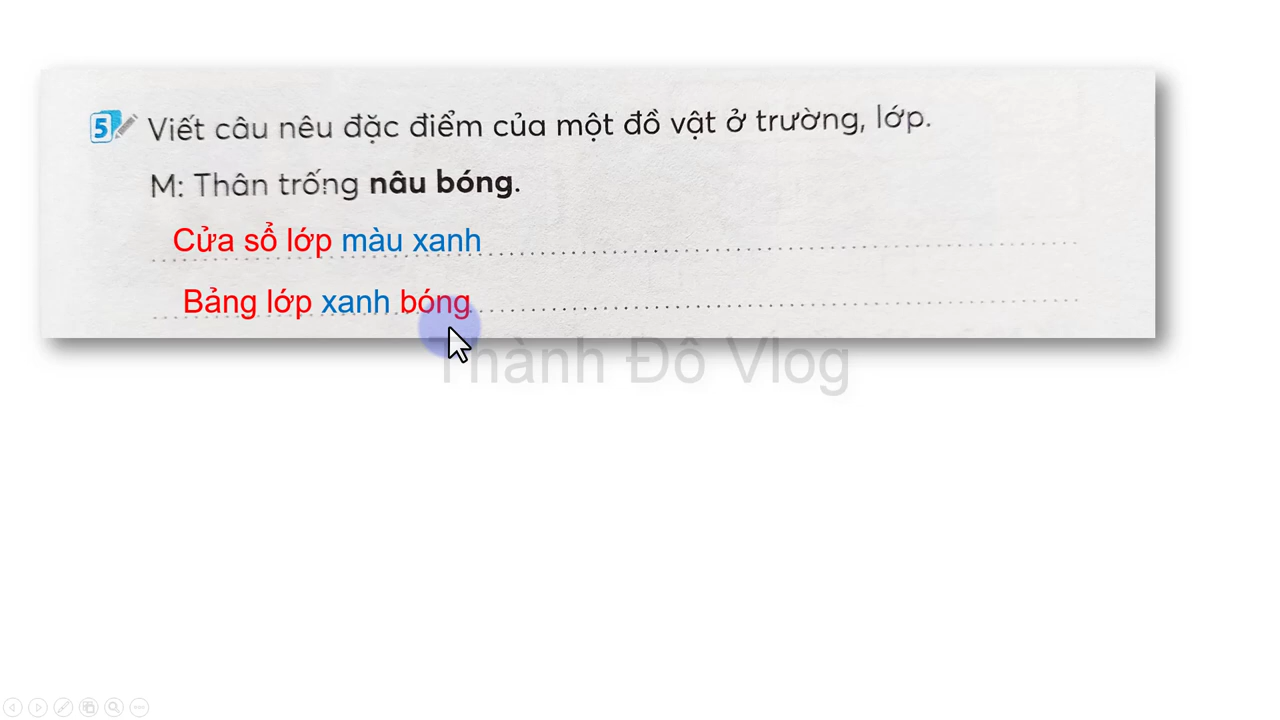 5 Viết câu nêu đặc điểm của một đồ vật ở trường, lớp.
M: Thân trống nâu bóng.
Cửa sổ lớp màu xanh
Bảng lớp xanh bóng
Thành Đô Vlog